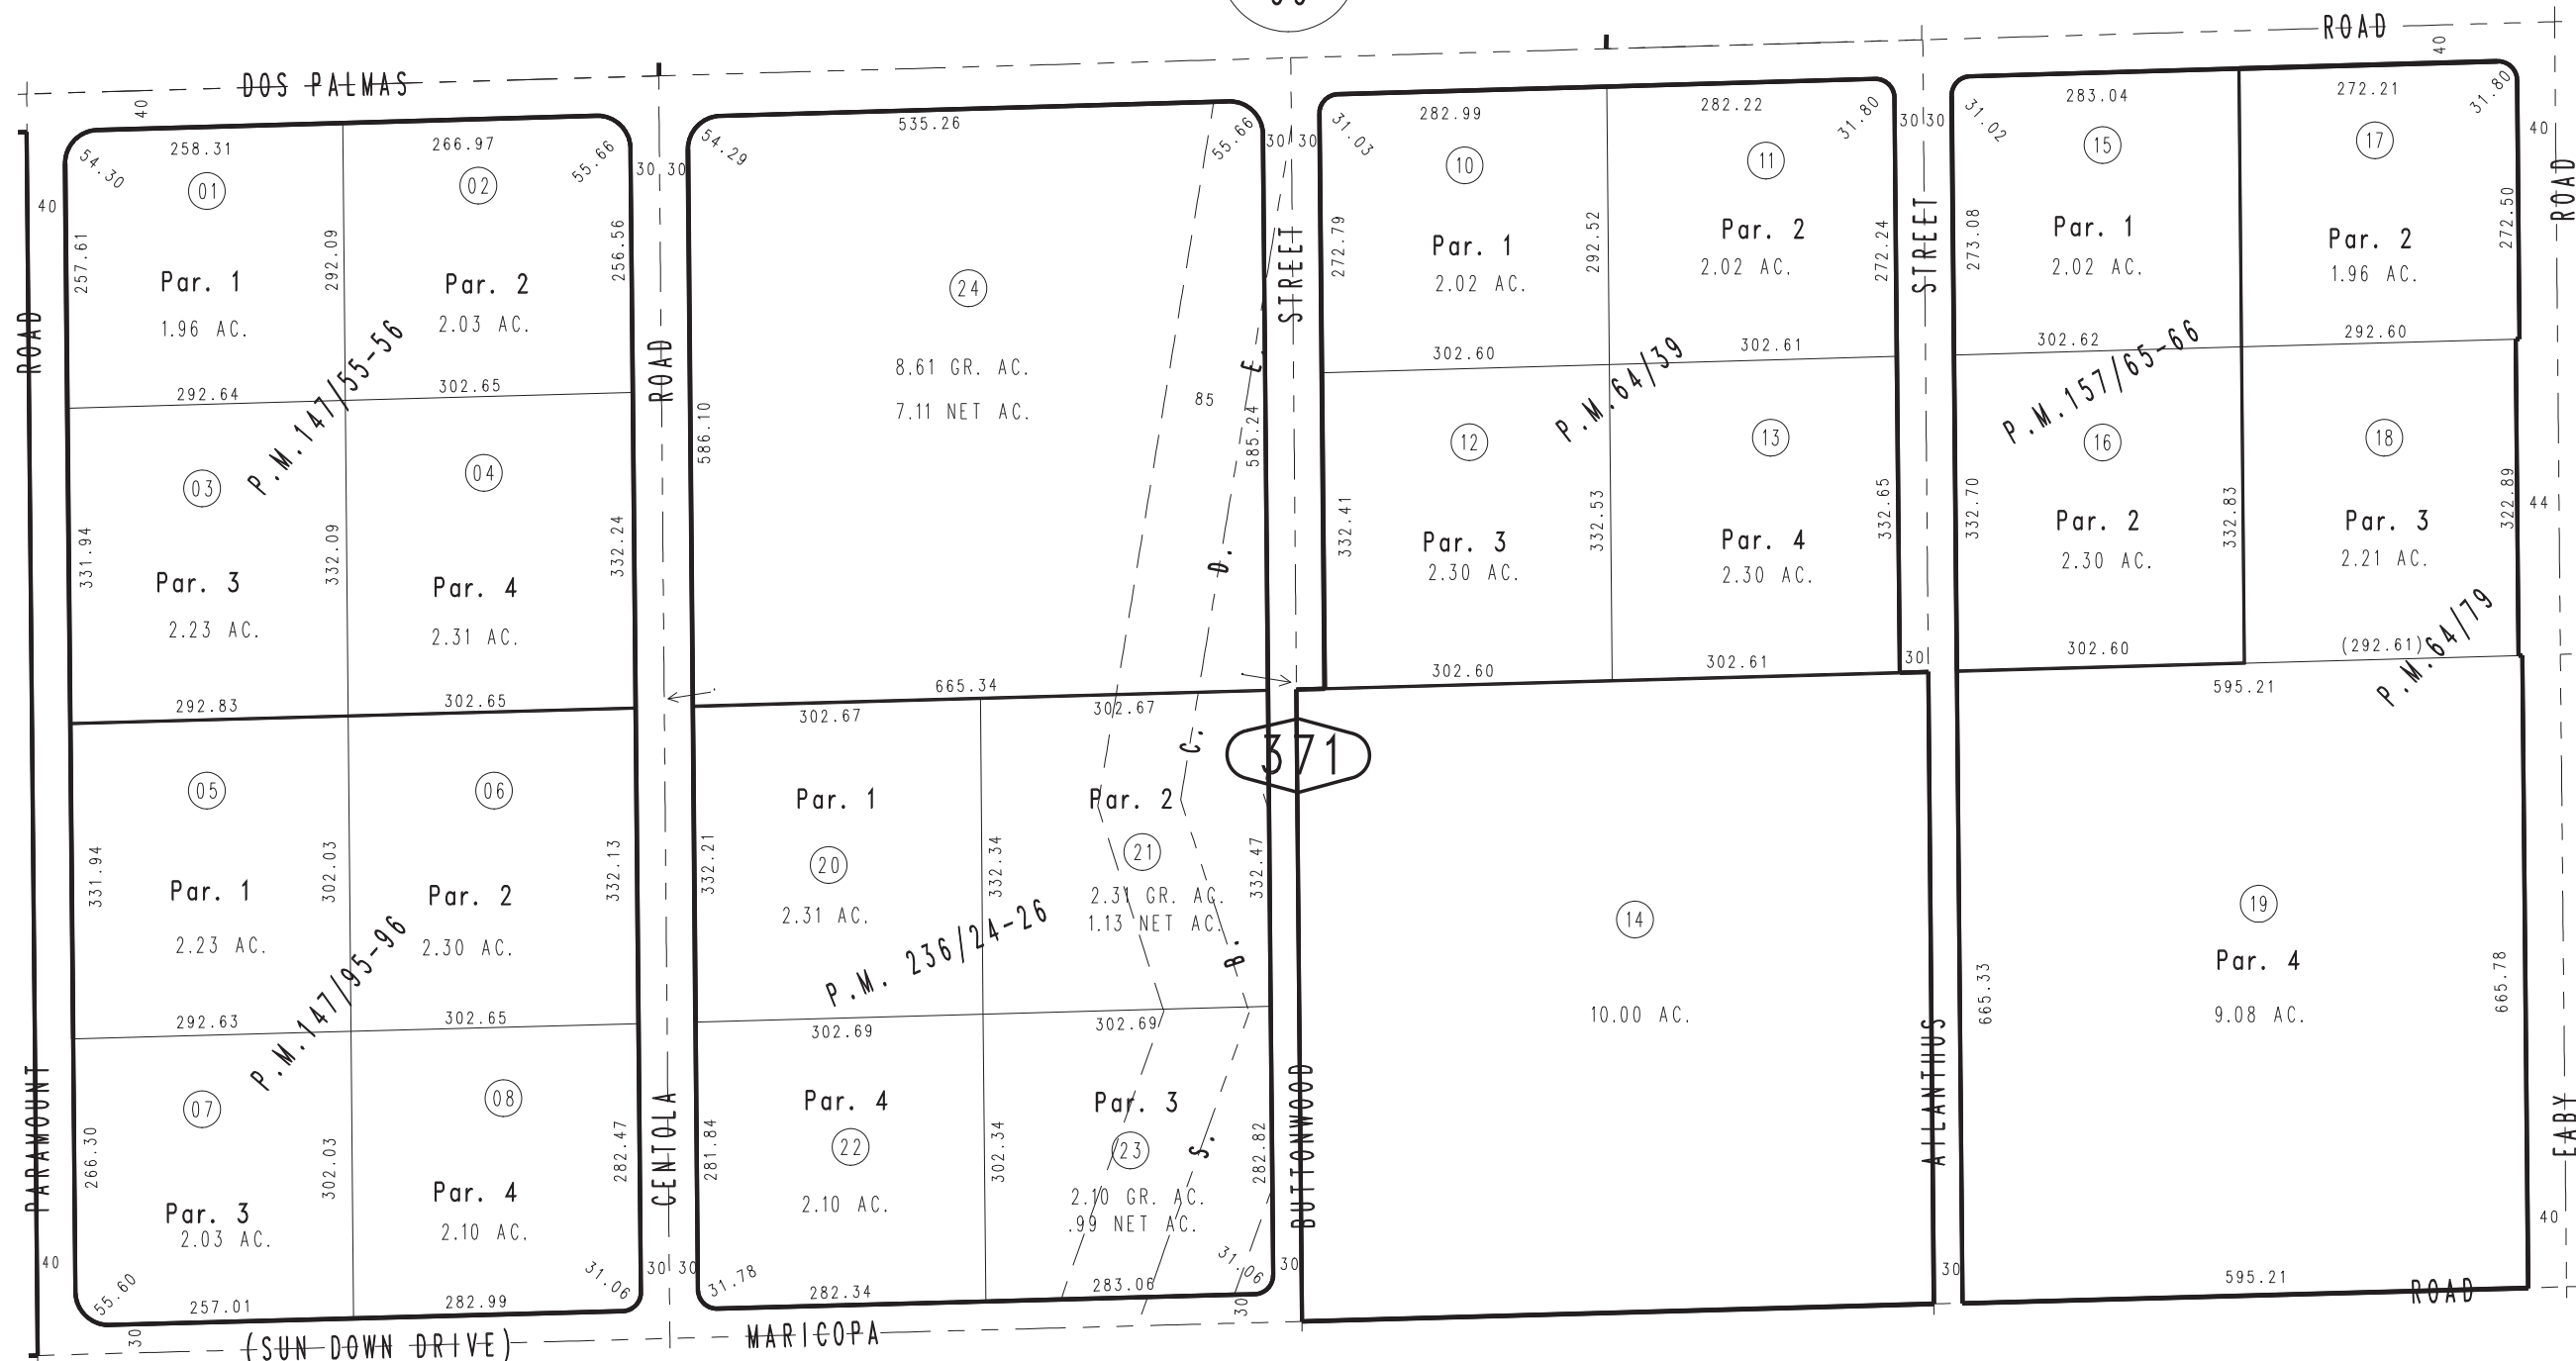 DOS PALMAS
ROAD
40
40
40
ROAD
PARAMOUNT
40
54.30
258.31
01
257.61
292.09
Par. 1
1.96 AC.
292.64
266.97
55.66
02
256.56
Par. 2
2.03 AC.
302.65
P.M.147/55-56
03
331.94
332.09
Par. 3
2.23 AC.
292.83
04
332.24
Par. 4
2.31 AC.
302.65
05
331.94
302.03
Par. 1
2.23 AC.
292.63
06
332.13
Par. 2
2.30 AC.
302.65
P.M.147/95-96
07
266.30
302.03
Par. 3
2.03 AC.
55.60
257.01
08
282.47
Par. 4
2.10 AC.
31.06
282.99
30
(SUN DOWN DRIVE)
30 30
ROAD
CENTOLA
30 30
54.29
535.26
55.66
24
8.61 GR. AC.
7.11 NET AC.
586.10
85
585.24
665.34
S. B. C. D. E.
302.67
302.67
Par. 1
20
2.31 AC.
332.21
332.34
Par. 2
21
2.31 GR. AC.
1.13 NET AC.
332.47
P.M. 236/24-26
302.69
302.69
Par. 4
22
2.10 AC.
281.84
302.34
31.78
282.34
Par. 3
23
2.10 GR. AC.
.99 NET AC.
282.82
31.06
283.06
30
MARICOPA
30 30
STREET
371
BUTTONWOOD
30
31.03
282.99
10
272.79
292.52
Par. 1
2.02 AC.
302.60
282.22
31.80
11
272.24
Par. 2
2.02 AC.
302.61
P.M.64/39
12
332.41
332.53
Par. 3
2.30 AC.
302.60
13
332.65
Par. 4
2.30 AC.
302.61
14
10.00 AC.
30 30
STREET
30
AILANTHUS
30
31.02
283.04
15
273.08
Par. 1
2.02 AC.
302.62
272.21
31.80
17
272.50
Par. 2
1.96 AC.
292.60
P.M.157/65-66
16
332.70
332.83
Par. 2
2.30 AC.
302.60
18
322.89
Par. 3
2.21 AC.
(292.61)
P.M.64/79
595.21
19
Par. 4
9.08 AC.
665.33
665.78
595.21
ROAD
40
ROAD
44
EABY
40